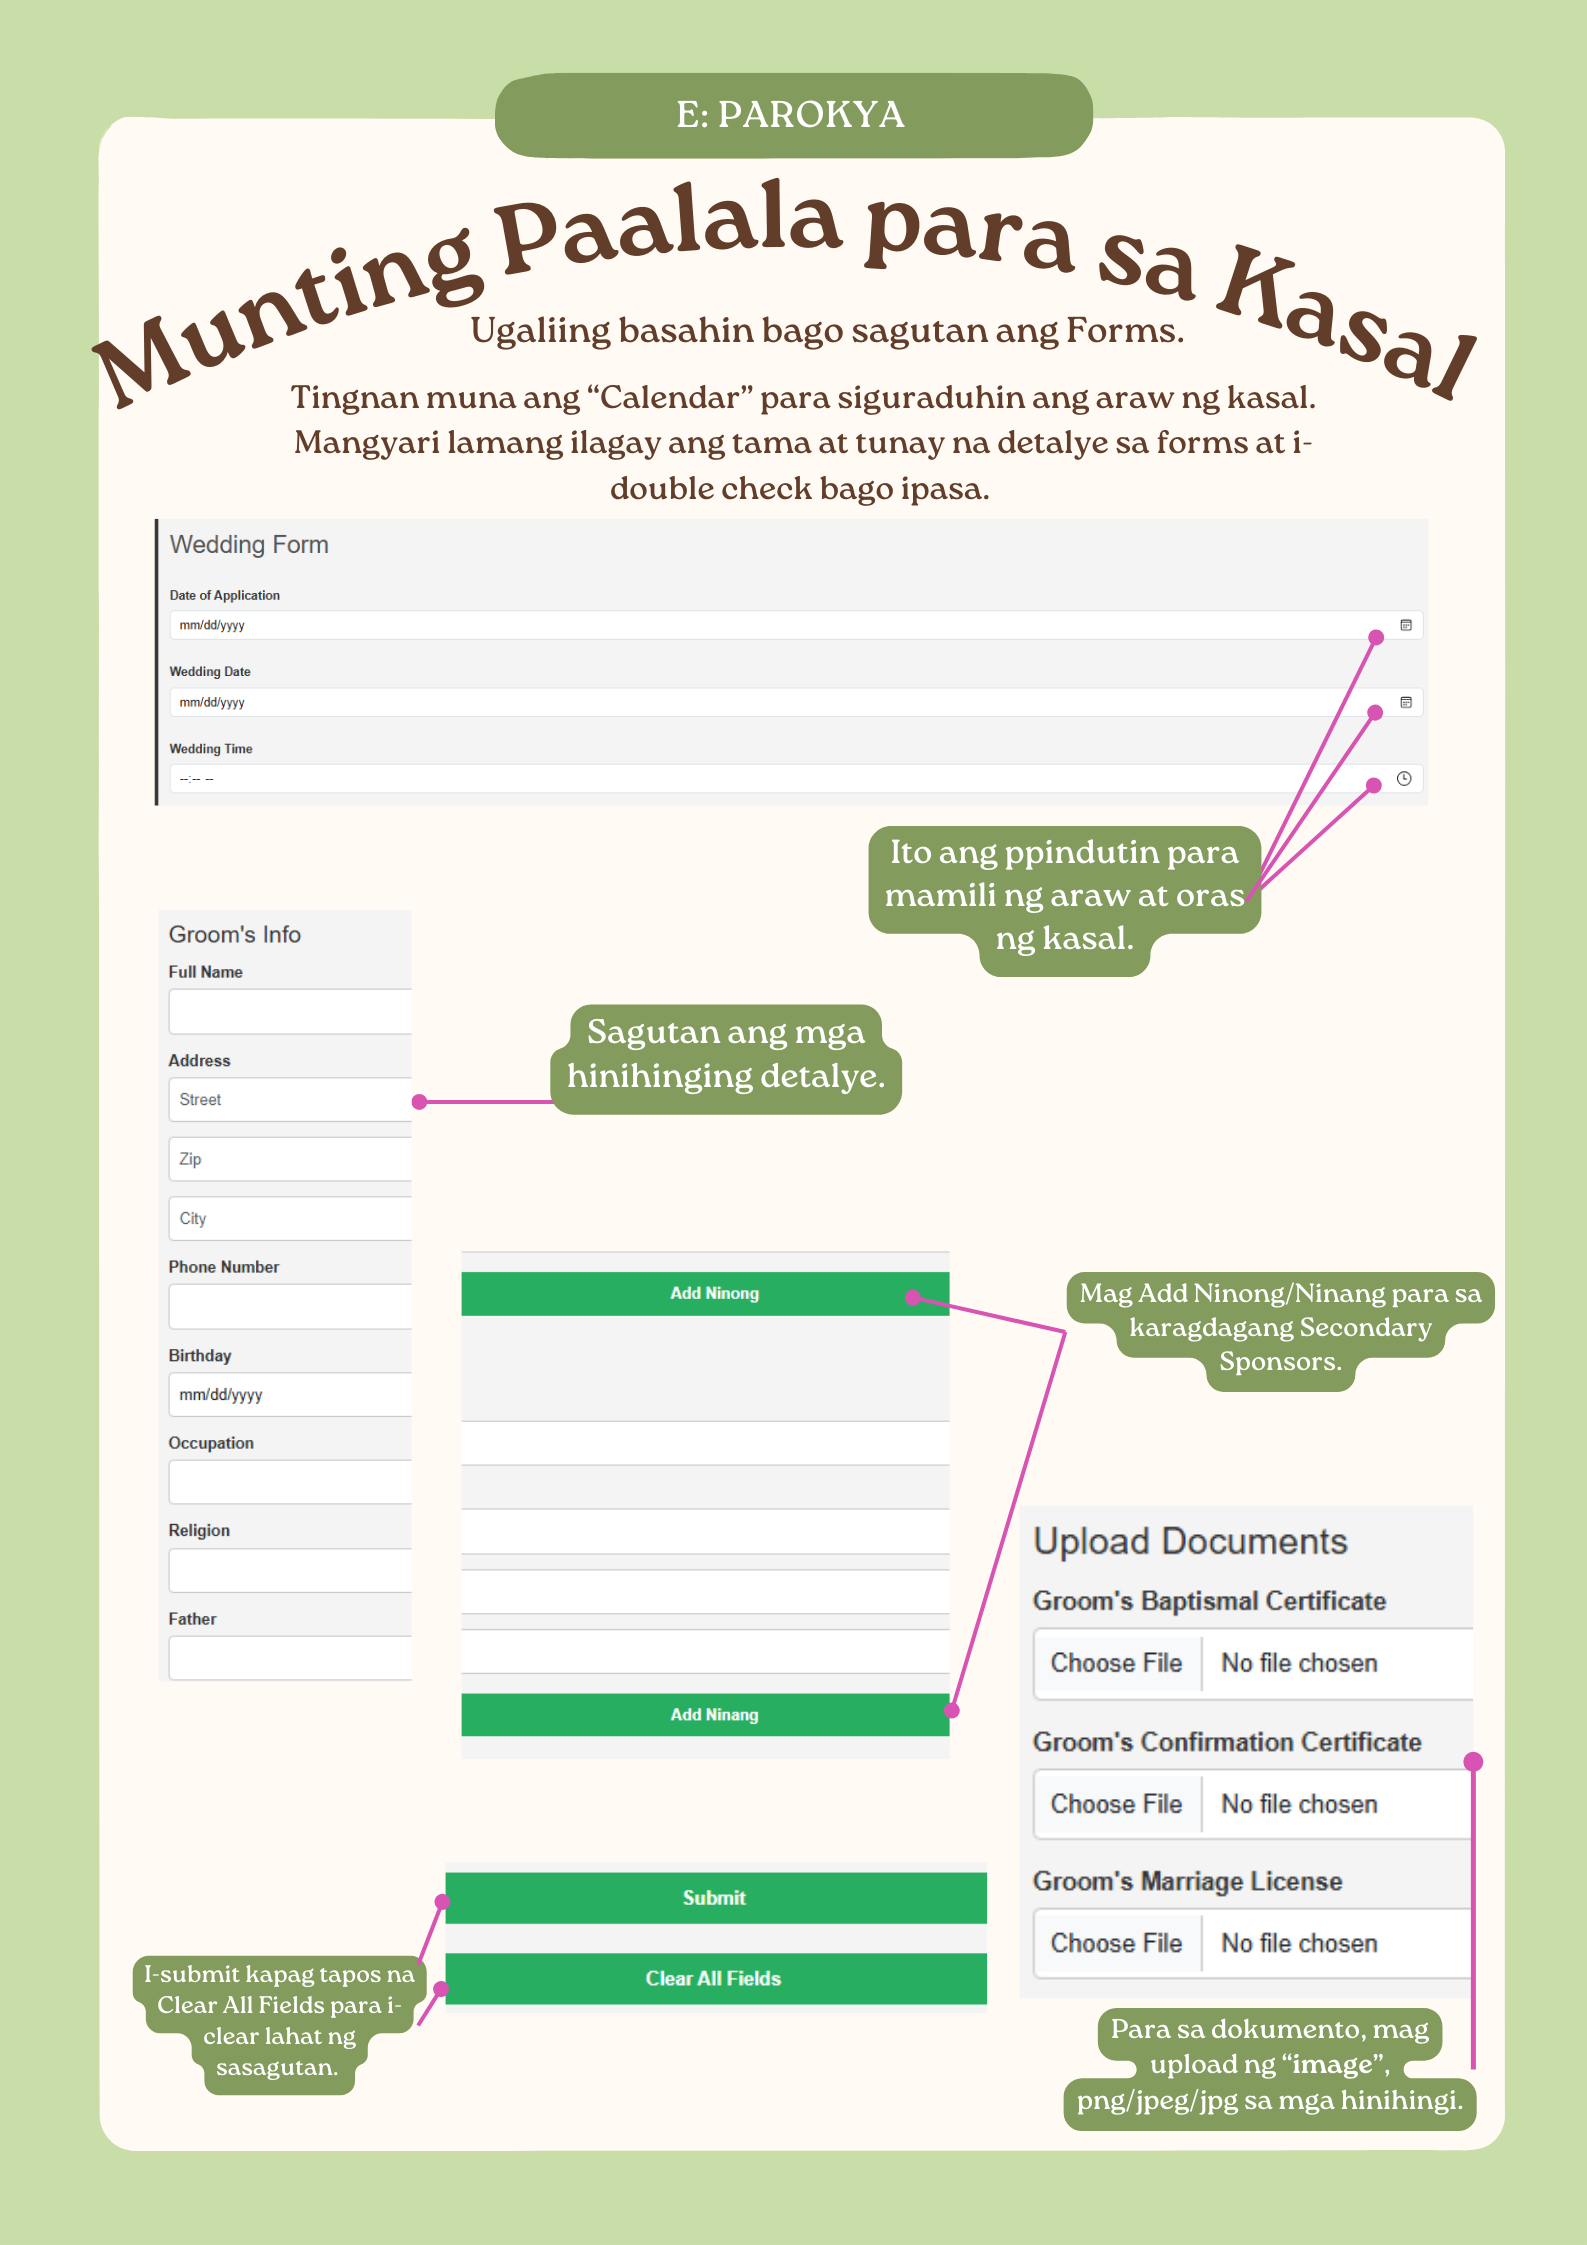 E: PAROKYA
Munting Paalala para sa Kasal
Ugaliing basahin bago sagutan ang Forms.
Tingnan muna ang “Calendar” para siguraduhin ang araw ng kasal.
Mangyari lamang ilagay ang tama at tunay na detalye sa forms at i-
double check bago ipasa.
Wedding Form
Date of Application
mm/dd/yyyy
Wedding Date
mm/dd/yyyy
Wedding Time
--:-- --
Ito ang ppindutin para
mamili ng araw at oras
ng kasal.
Groom's Info
Full Name
Address
Street
Zip
City
Phone Number
Birthday
mm/dd/yyyy
Occupation
Religion
Father
Sagutan ang mga
hinihinging detalye.
Add Ninong
Add Ninang
Mag Add Ninong/Ninang para sa
karagdagang Secondary
Sponsors.
Upload Documents
Groom's Baptismal Certificate
Choose File No file chosen
Groom's Confirmation Certificate
Choose File No file chosen
Groom's Marriage License
Choose File No file chosen
Submit
Clear All Fields
I-submit kapag tapos na
Clear All Fields para i-
clear lahat ng
sasagutan.
Para sa dokumento, mag
upload ng “image”,
png/jpeg/jpg sa mga hinihingi.